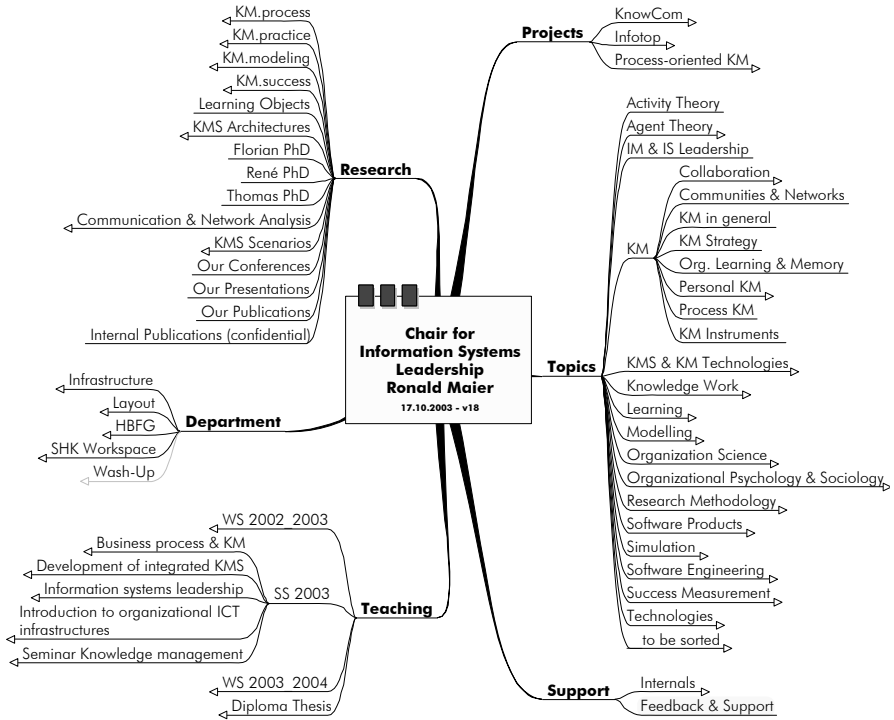 KM.process
KM.practice
KM.modeling
KM.success
Learning Objects
KMS Architectures
Florian PhD
René PhD
Thomas PhD
Communication & Network Analysis
KMS Scenarios
Our Conferences
Our Presentations
Our Publications
Internal Publications (confidential)
Research
Projects
KnowCom
Infotop
Process-oriented KM
Chair for
Information Systems
Leadership
Ronald Maier
17.10.2003 - v18
Topics
Activity Theory
Agent Theory
IM & IS Leadership
KM
Collaboration
Communities & Networks
KM in general
KM Strategy
Org. Learning & Memory
Personal KM
Process KM
KM Instruments
KMS & KM Technologies
Knowledge Work
Learning
Modelling
Organization Science
Organizational Psychology & Sociology
Research Methodology
Software Products
Simulation
Software Engineering
Success Measurement
Technologies
to be sorted
Department
Infrastructure
Layout
HBFG
SHK Workspace
Wash-Up
Teaching
WS 2002_2003
SS 2003
Business process & KM
Development of integrated KMS
Information systems leadership
Introduction to organizational ICT
infrastructures
Seminar Knowledge management
WS 2003_2004
Diploma Thesis
Support
Internals
Feedback & Support